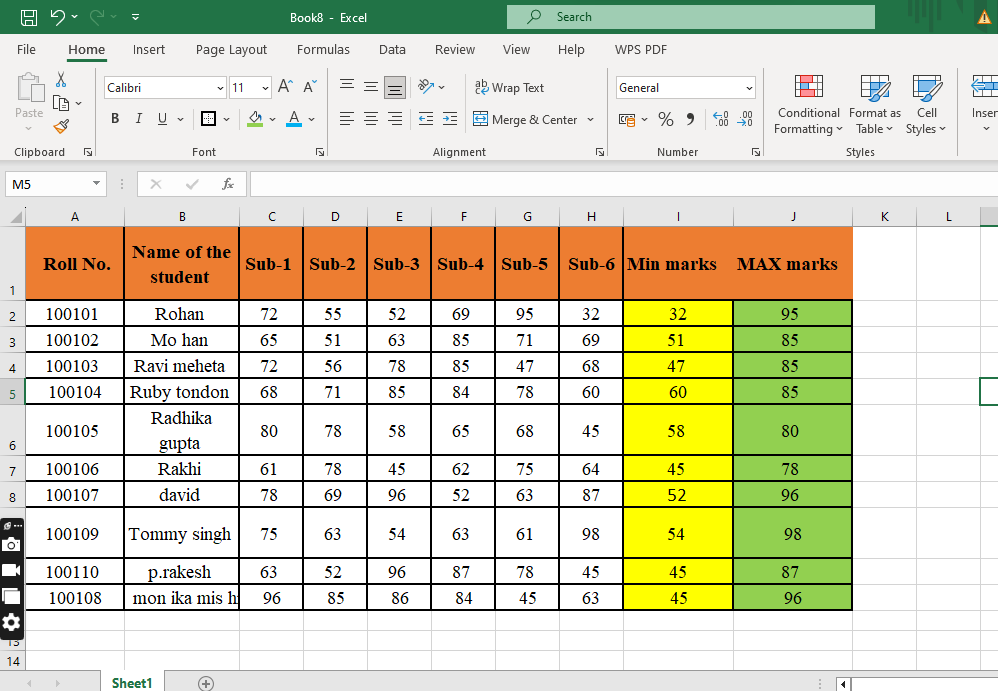 Book8 - Excel
Search
File Home Insert Page Layout Formulas Data Review View Help WPS PDF
Calibri 11 A^ Aˇ ab Wrap Text General
Paste B I U A Merge & Center % , Conditional Formatting Format as Table Cell Styles Inser
Clipboard Font Alignment Number Styles
M5 fx
A B C D E F G H I J K L
1 Roll No. Name of the student Sub-1 Sub-2 Sub-3 Sub-4 Sub-5 Sub-6 Min marks MAX marks
2 100101 Rohan 72 55 52 69 95 32 32 95
3 100102 Mo han 65 51 63 85 71 69 51 85
4 100103 Ravi meheta 72 56 78 85 47 68 47 85
5 100104 Ruby tondon 68 71 85 84 78 60 60 85
6 100105 Radhika gupta 80 78 58 65 68 45 58 80
7 100106 Rakhi 61 78 45 62 75 64 45 78
8 100107 david 78 69 96 52 63 87 52 96
100109 Tommy singh 75 63 54 63 61 98 54 98
100110 p.rakesh 63 52 96 87 78 45 45 87
100108 mon ika mis h 96 85 86 84 45 63 45 96
13
14
Sheet1